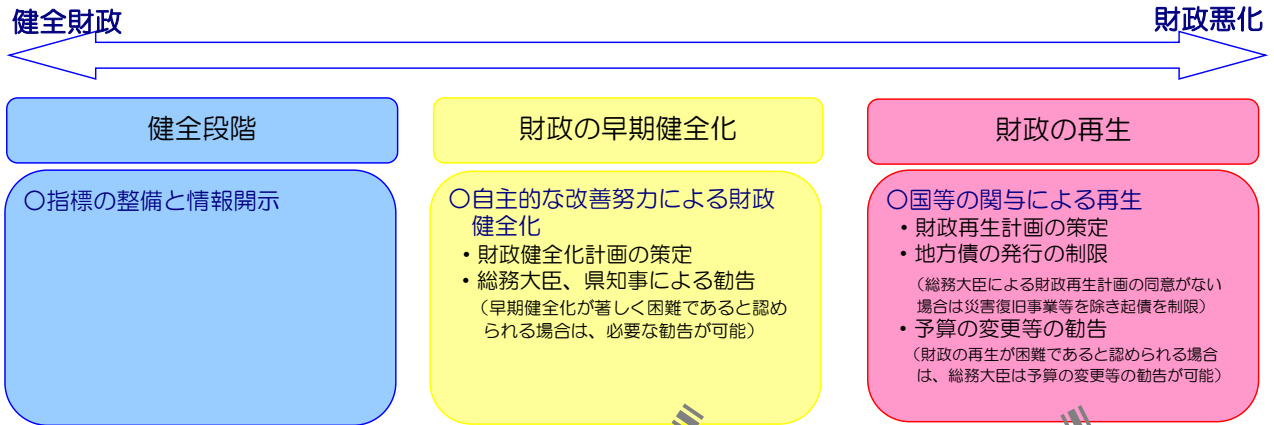 健全財政
財政悪化
健全段階
○指標の整備と情報開示
財政の早期健全化
○自主的な改善努力による財政
健全化
・財政健全化計画の策定
・総務大臣、県知事による勧告
（早期健全化が著しく困難であると認め
られる場合は、必要な勧告が可能）
財政の再生
○国等の関与による再生
・財政再生計画の策定
・地方債の発行の制限
（総務大臣による財政再生計画の同意がない
場合は災害復旧事業等を除き起債を制限）
・予算の変更等の勧告
（財政の再生が困難であると認められる場合
は、総務大臣は予算の変更等の勧告が可能）